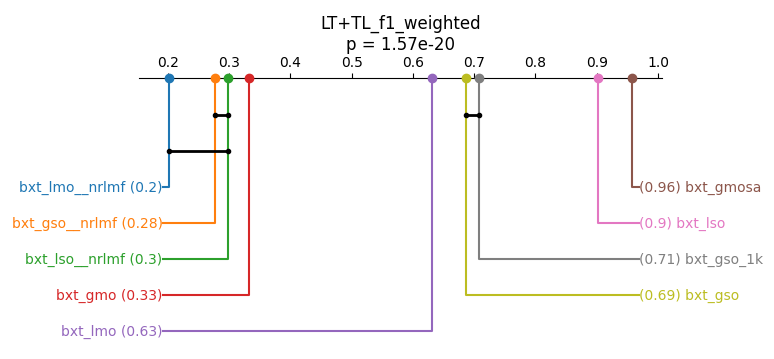 LT+TL_f1_weighted
p = 1.57e-20
0.2 0.3 0.4 0.5 0.6 0.7 0.8 0.9 1.0
bxt_lmo__nrlmf (0.2) (0.96) bxt_gmosa
bxt_gso__nrlmf (0.28) (0.9) bxt_lso
bxt_lso__nrlmf (0.3) (0.71) bxt_gso_1k
bxt_gmo (0.33) (0.69) bxt_gso
bxt_lmo (0.63)